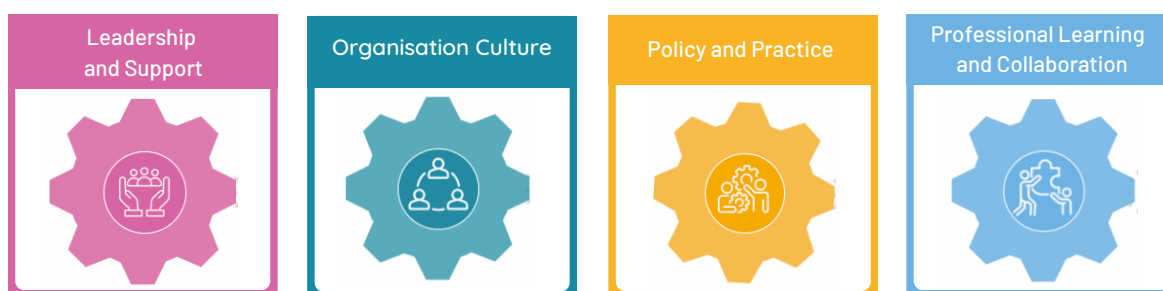 Leadership
and Support
Organisation Culture
Policy and Practice
Professional Learning
and Collaboration